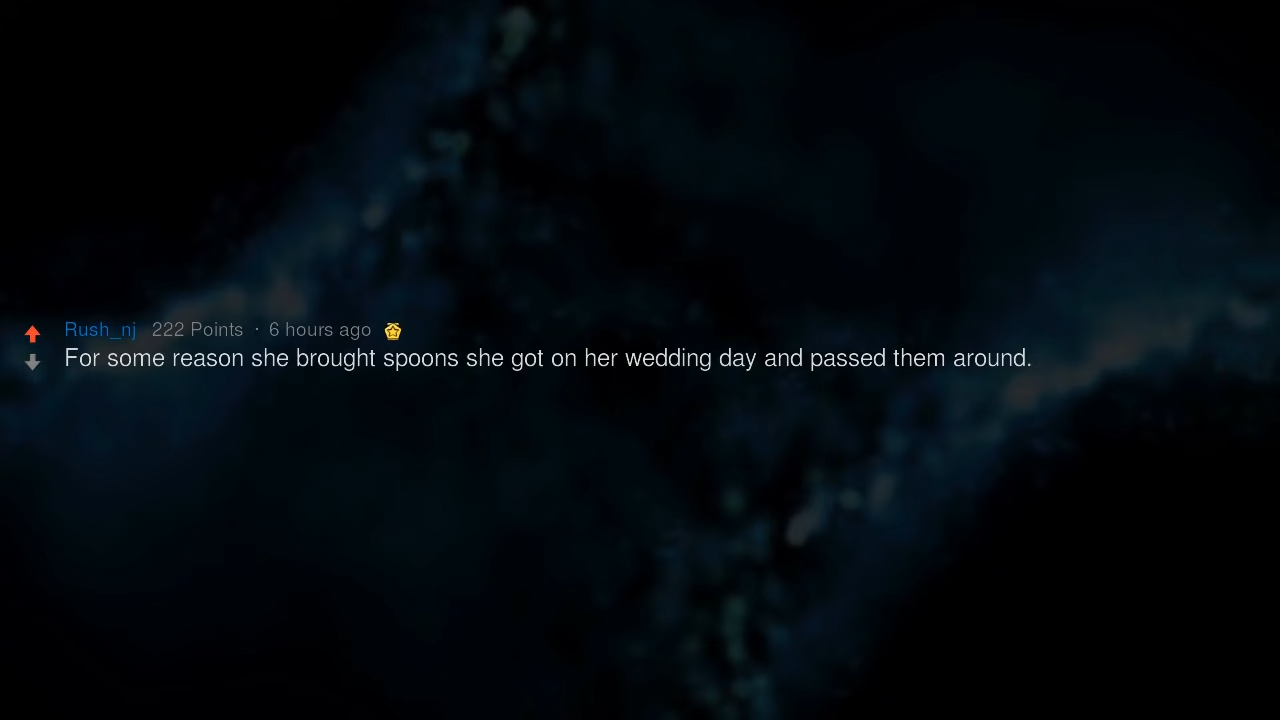 Rush_nj 222 Points · 6 hours ago
For some reason she brought spoons she got on her wedding day and passed them around.